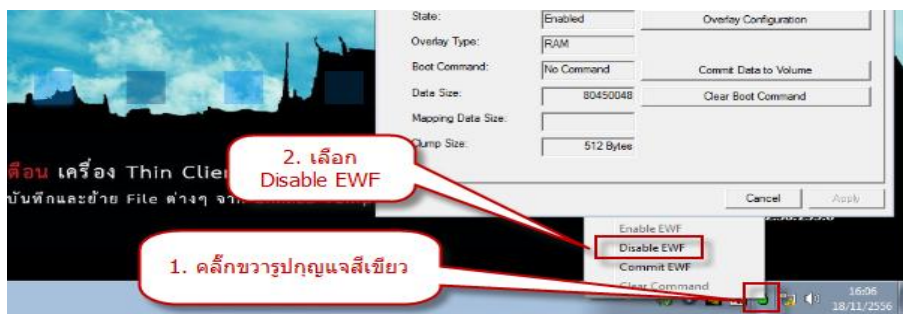 State: Enabled Overlay Configuration
Overlay Type: RAM
Boot Command: No Command Commit Data to Volume
Data Size: 80450048 Clear Boot Command
Mapping Data Size:
Clump Size: 512 Bytes
2. เลือก
Disable EWF
เตือน เครื่อง Thin Clie
บันทึกและย้าย File ต่างๆ จา
Cancel Apply
Enable EWF
Disable EWF
Commit EWF
Clear Command
1. คลิ๊กขวารูปกุญแจสีเขียว
16:06
18/11/2556